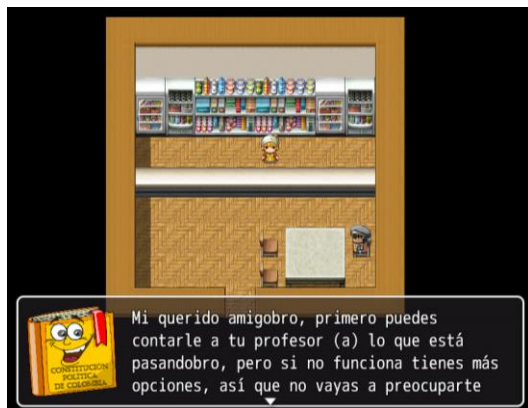 Mi querido amigobro, primero puedes
contarle a tu profesor (a) lo que está
pasandobro, pero si no funciona tienes más
opciones, así que no vayas a preocuparte
CONSTITUCION
POLÍTICA
DE COLOMBIA